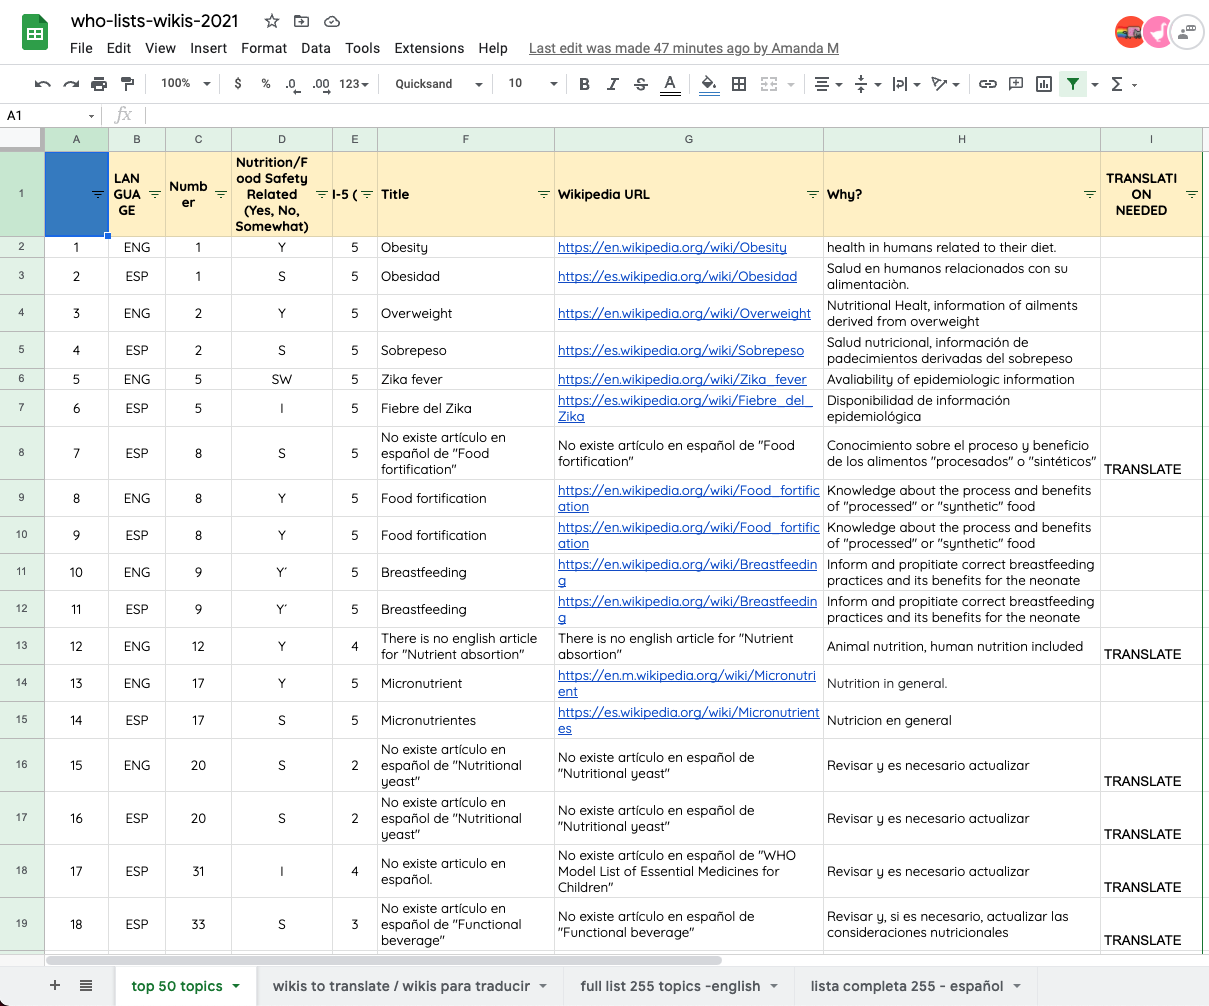 who-lists-wikis-2021
File Edit View Insert Format Data Tools Extensions Help Last edit was made 47 minutes ago by Amanda M
100% $ % .0 .00 123 Quicksand 10 B I S A Σ
A1 fx
A B C D E F G H I
1 LAN
GUA
GE Numb
er Nutrition/F
ood Safety
Related
(Yes, No,
Somewhat) I-5 ( Title Wikipedia URL Why? TRANSLATI
ON
NEEDED
2 1 ENG 1 Y 5 Obesity https://en.wikipedia.org/wiki/Obesity health in humans related to their diet.
3 2 ESP 1 S 5 Obesidad https://es.wikipedia.org/wiki/Obesidad Salud en humanos relacionados con su
alimentaciòn.
4 3 ENG 2 Y 5 Overweight https://en.wikipedia.org/wiki/Overweight Nutritional Healt, information of ailments
derived from overweight
5 4 ESP 2 S 5 Sobrepeso https://es.wikipedia.org/wiki/Sobrepeso Salud nutricional, información de
padecimientos derivadas del sobrepeso
6 5 ENG 5 SW 5 Zika fever https://en.wikipedia.org/wiki/Zika_fever Avaliability of epidemiologic information
7 6 ESP 5 I 5 Fiebre del Zika https://es.wikipedia.org/wiki/Fiebre_del_
Zika Disponibilidad de información
epidemiológica
8 7 ESP 8 S 5 No existe artículo en
español de "Food
fortification" No existe artículo en español de "Food
fortification" Conocimiento sobre el proceso y beneficio
de los alimentos "procesados" o "sintéticos" TRANSLATE
9 8 ENG 8 Y 5 Food fortification https://en.wikipedia.org/wiki/Food_fortific
ation Knowledge about the process and benefits
of "processed" or "synthetic" food
10 9 ESP 8 Y 5 Food fortification https://en.wikipedia.org/wiki/Food_fortific
ation Knowledge about the process and benefits
of "processed" or "synthetic" food
11 10 ENG 9 Y´ 5 Breastfeeding https://en.wikipedia.org/wiki/Breastfeedin
g Inform and propitiate correct breastfeeding
practices and its benefits for the neonate
12 11 ESP 9 Y´ 5 Breastfeeding https://en.wikipedia.org/wiki/Breastfeedin
g Inform and propitiate correct breastfeeding
practices and its benefits for the neonate
13 12 ENG 12 Y 4 There is no english article
for "Nutrient absortion" There is no english article for "Nutrient
absortion" Animal nutrition, human nutrition included TRANSLATE
14 13 ENG 17 Y 5 Micronutrient https://en.m.wikipedia.org/wiki/Micronutri
ent Nutrition in general.
15 14 ESP 17 S 5 Micronutrientes https://es.wikipedia.org/wiki/Micronutrient
es Nutricion en general
16 15 ENG 20 S 2 No existe artículo en
español de "Nutritional
yeast" No existe artículo en español de
"Nutritional yeast" Revisar y es necesario actualizar TRANSLATE
17 16 ESP 20 S 2 No existe artículo en
español de "Nutritional
yeast" No existe artículo en español de
"Nutritional yeast" Revisar y es necesario actualizar TRANSLATE
18 17 ESP 31 I 4 No existe articulo en
español. No existe artículo en español de "WHO
Model List of Essential Medicines for
Children" Revisar y es necesario actualizar TRANSLATE
19 18 ESP 33 S 3 No existe artículo en
español de "Functional
beverage" No existe artículo en español de
"Functional beverage" Revisar y, si es necesario, actualizar las
consideraciones nutricionales TRANSLATE
top 50 topics wikis to translate / wikis para traducir full list 255 topics -english lista completa 255 - español